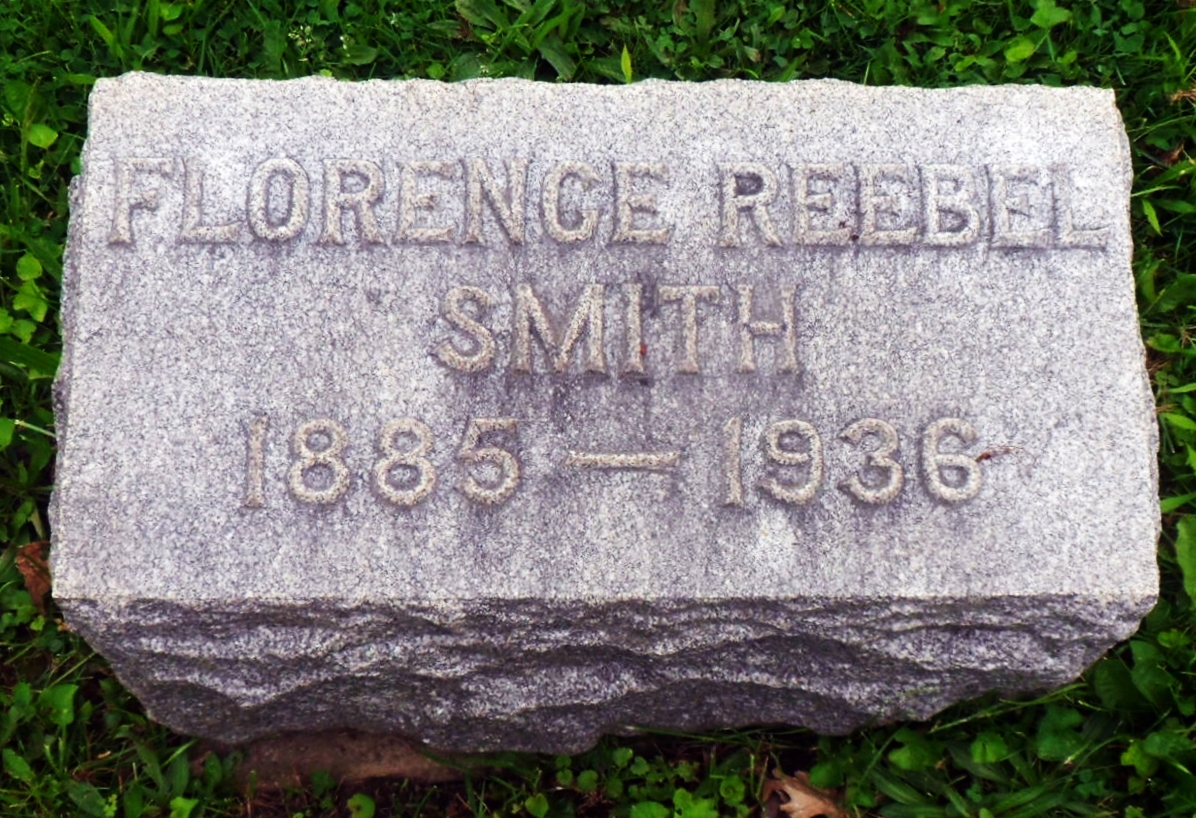 FLORENCE REEBEL
SMITH
1885 — 1936